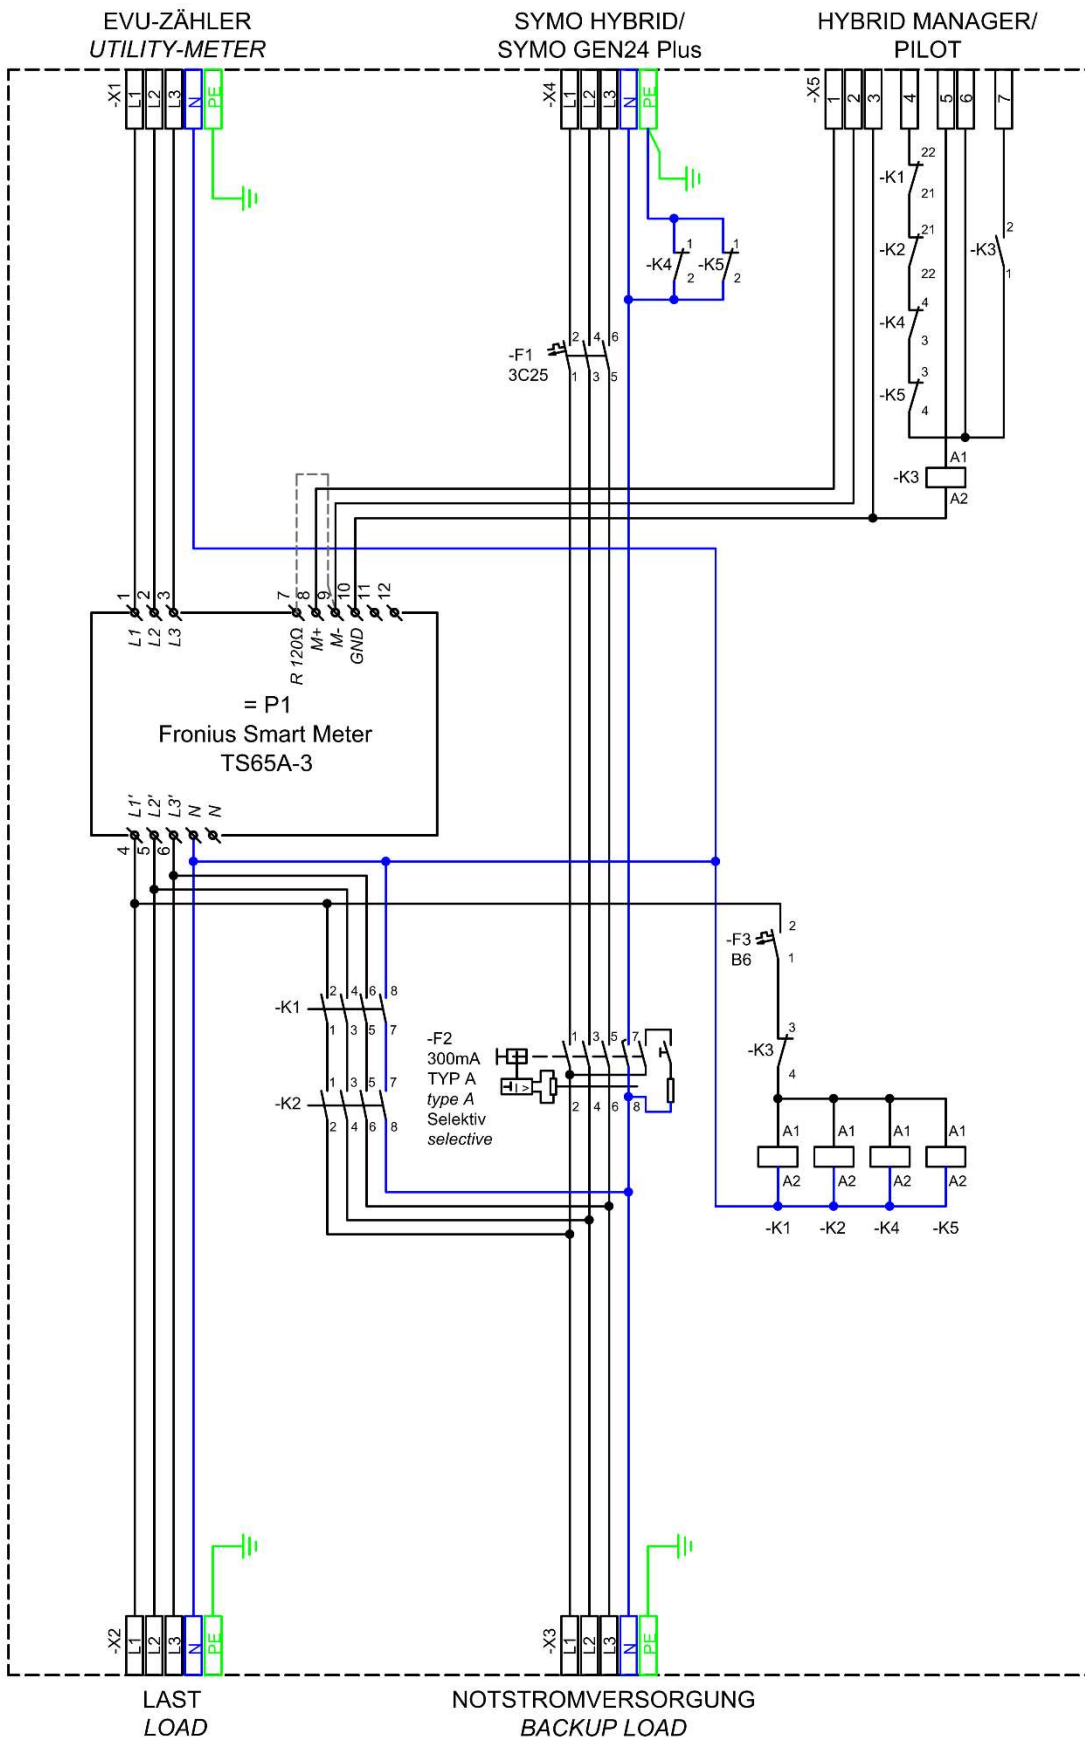 EVU-ZÄHLER
UTILITY-METER
SYMO HYBRID/
SYMO GEN24 Plus
HYBRID MANAGER/
PILOT
-X1
L1
L2
L3
N
PE
-X4
L1
L2
L3
N
PE
-X5
1
2
3
4
5
6
7
22
-K1
21
21
-K2
22
4
-K4
3
3
-K5
4
2
-K3
1
1
-K4
2
1
-K5
2
-F1
3C25
2
4
6
1
3
5
A1
-K3
A2
1
2
3
7
8
9
10
11
12
L1
L2
L3
R 120Ω
M+
M-
GND
= P1
Fronius Smart Meter
TS65A-3
L1'
L2'
L3'
N
N
4
5
6
2
-F3
B6
1
-K1
2
4
6
8
1
3
5
7
-K2
1
3
5
7
2
4
6
8
-F2
300mA
TYP A
type A
Selektiv
selective
I >
1
3
5
7
2
4
6
8
3
-K3
4
A1
A1
A1
A1
A2
A2
A2
A2
-K1
-K2
-K4
-K5
-X2
L1
L2
L3
N
PE
-X3
L1
L2
L3
N
PE
LAST
LOAD
NOTSTROMVERSORGUNG
BACKUP LOAD